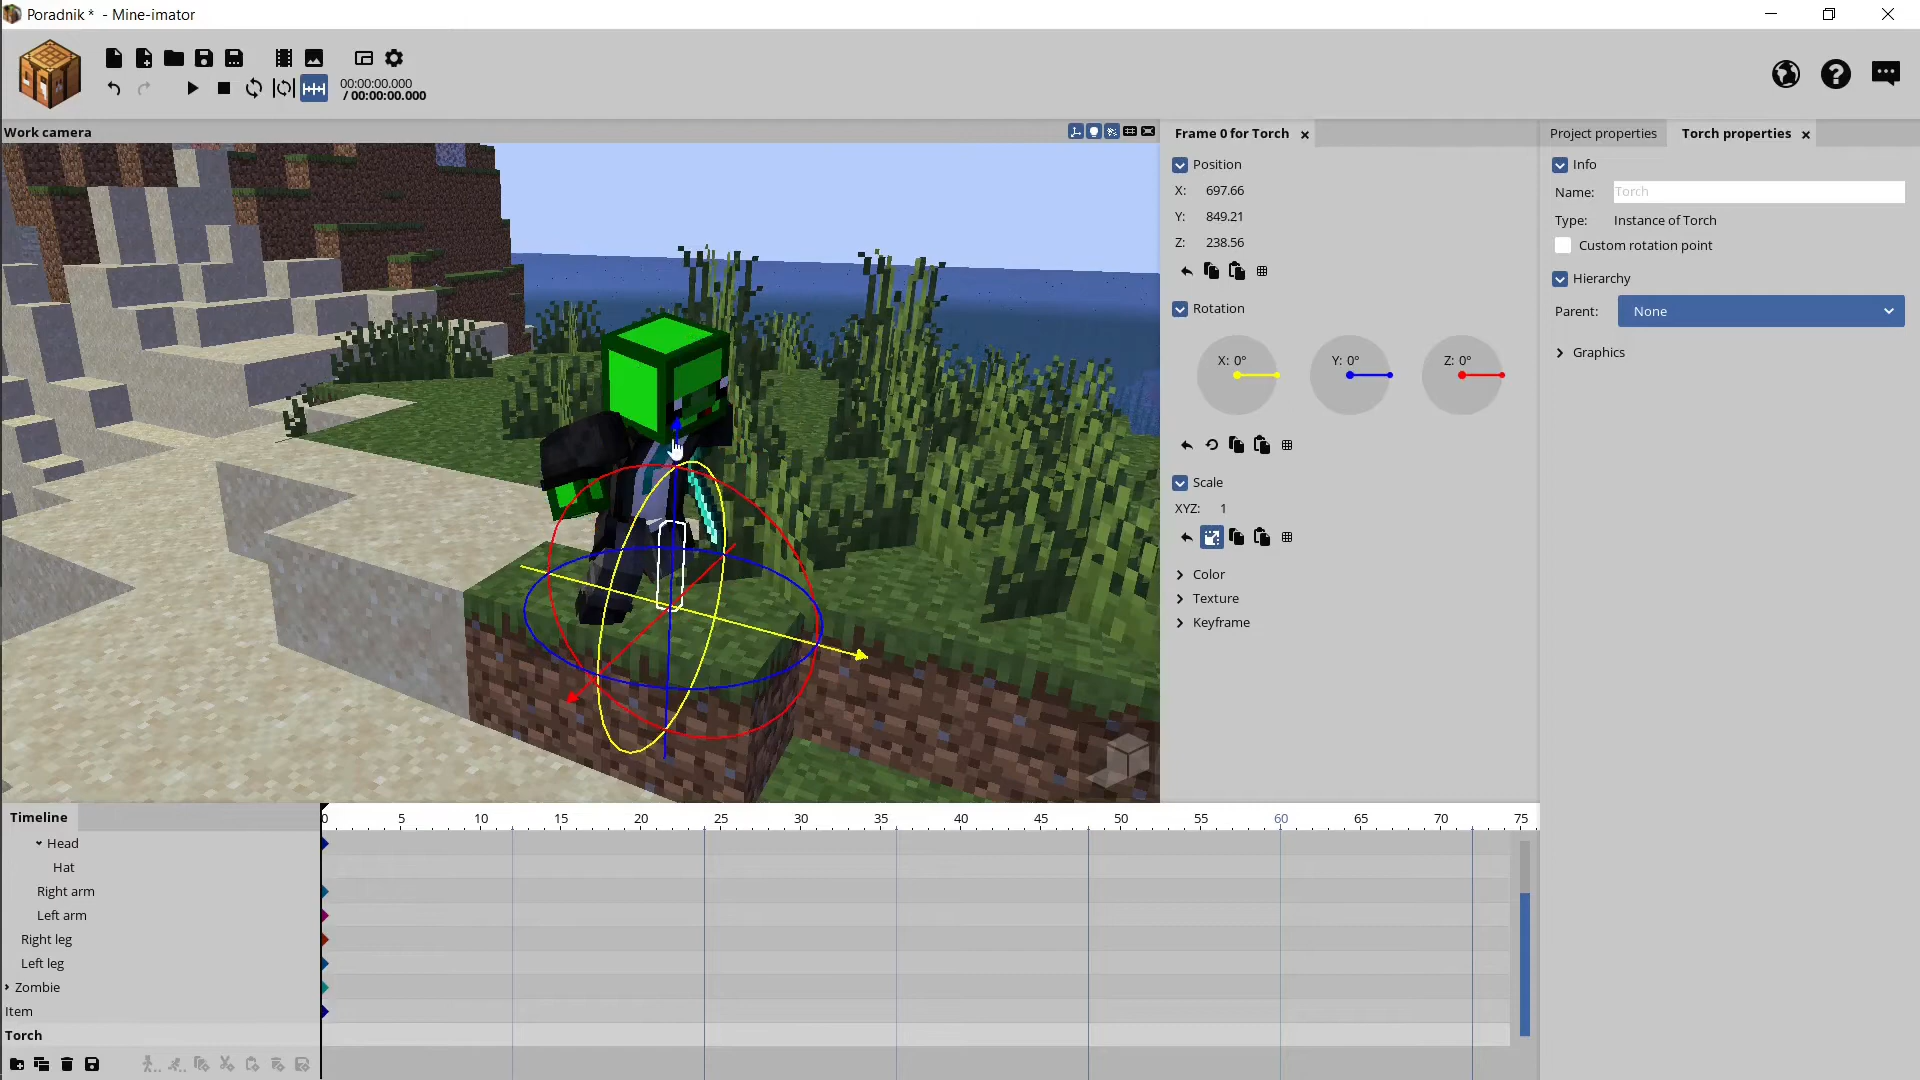 Poradnik * - Mine-imator
00:00:00.000
/ 00:00:00.000
Work camera
Frame 0 for Torch
Position
X: 697.66
Y: 849.21
Z: 238.56
Rotation
X: 0°
Y: 0°
Z: 0°
Scale
XYZ: 1
Color
Texture
Keyframe
Project properties
Torch properties
Info
Name: Torch
Type: Instance of Torch
Custom rotation point
Hierarchy
Parent: None
Graphics
Timeline
0 5 10 15 20 25 30 35 40 45 50 55 60 65 70 75
Head
Hat
Right arm
Left arm
Right leg
Left leg
Zombie
Item
Torch